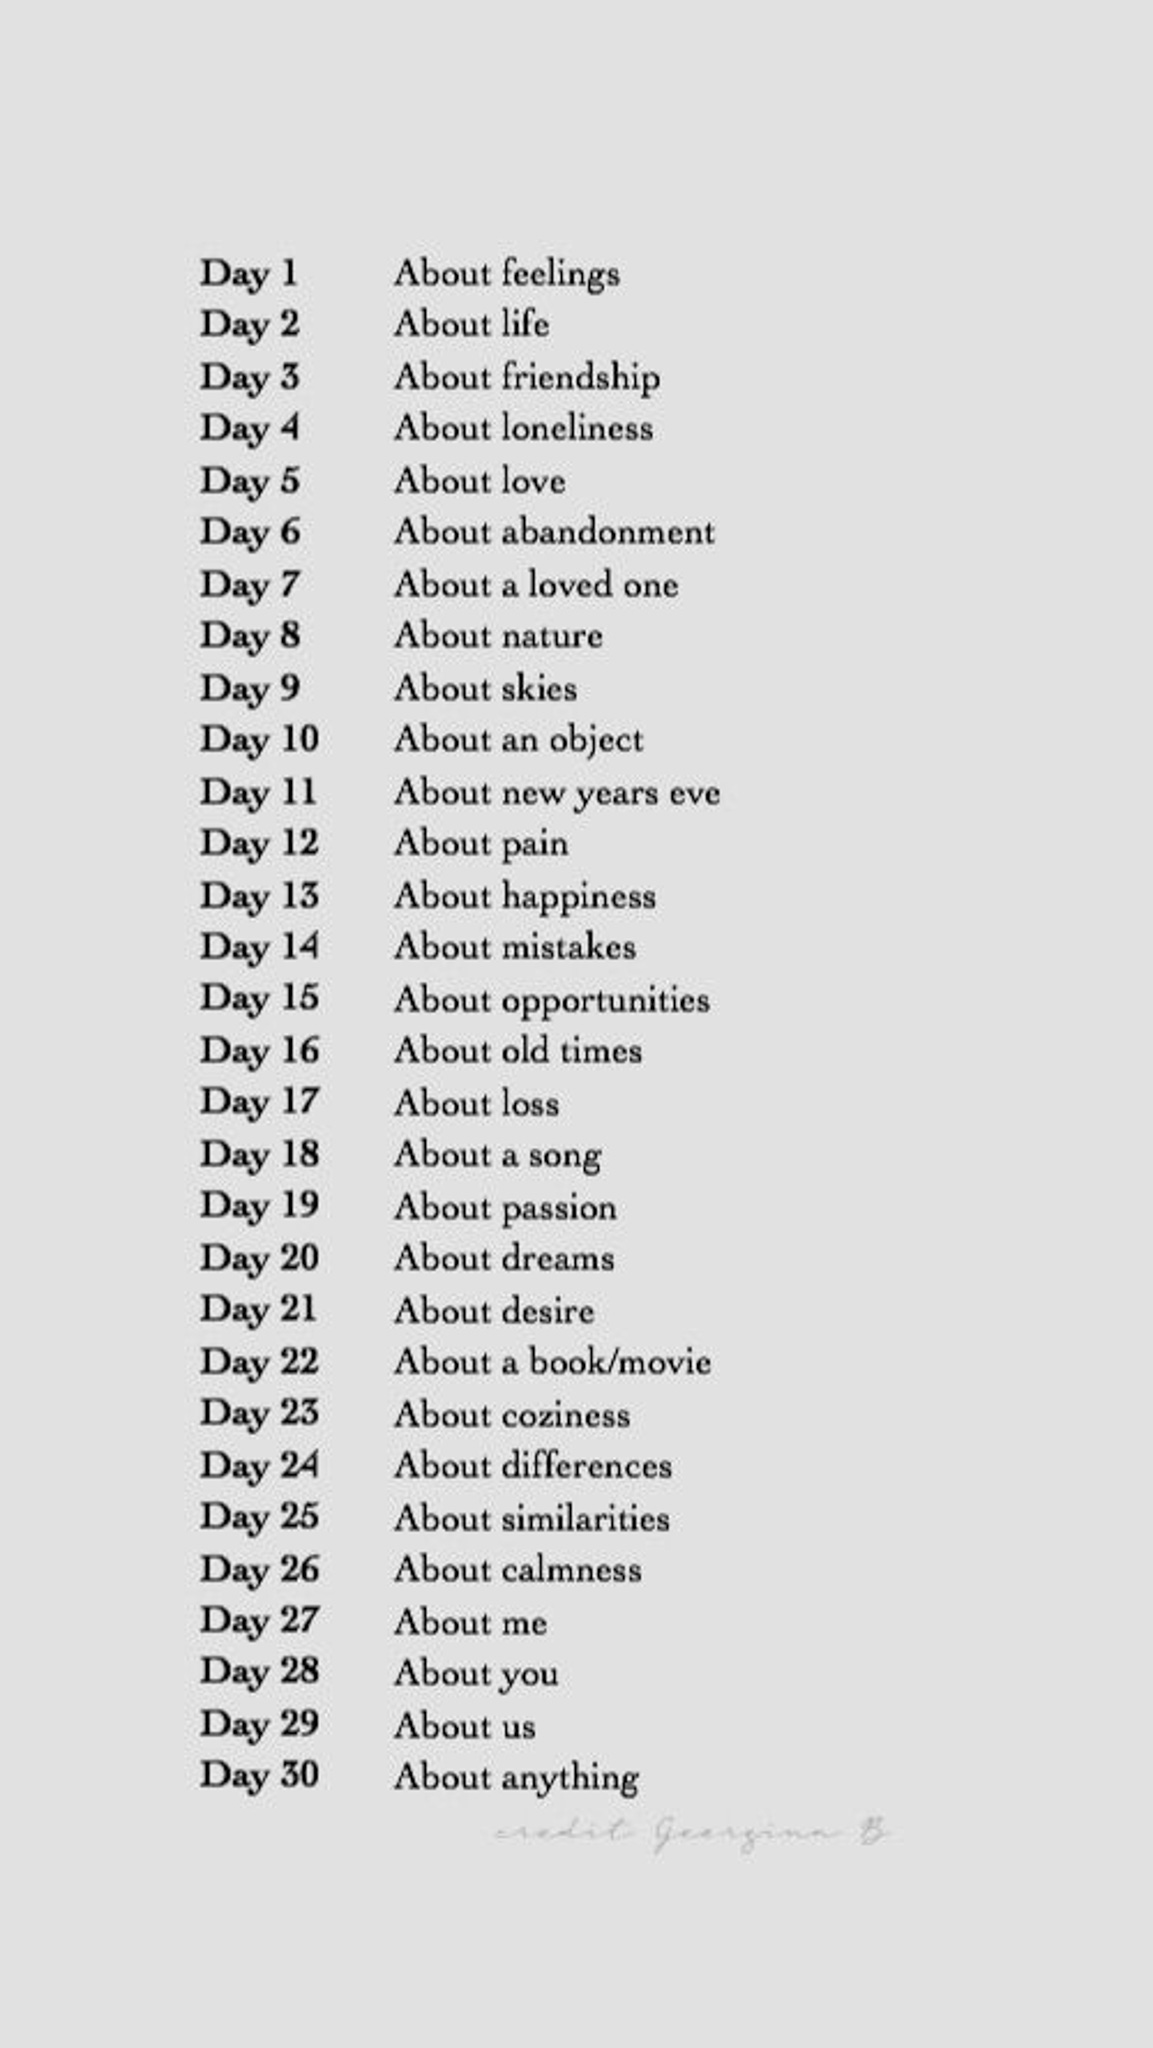 Day 1 About feelings
Day 2 About life
Day 3 About friendship
Day 4 About loneliness
Day 5 About love
Day 6 About abandonment
Day 7 About a loved one
Day 8 About nature
Day 9 About skies
Day 10 About an object
Day 11 About new years eve
Day 12 About pain
Day 13 About happiness
Day 14 About mistakes
Day 15 About opportunities
Day 16 About old times
Day 17 About loss
Day 18 About a song
Day 19 About passion
Day 20 About dreams
Day 21 About desire
Day 22 About a book/movie
Day 23 About coziness
Day 24 About differences
Day 25 About similarities
Day 26 About calmness
Day 27 About me
Day 28 About you
Day 29 About us
Day 30 About anything
credit Georgina B